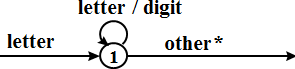 letter / digit
letter
1
other*